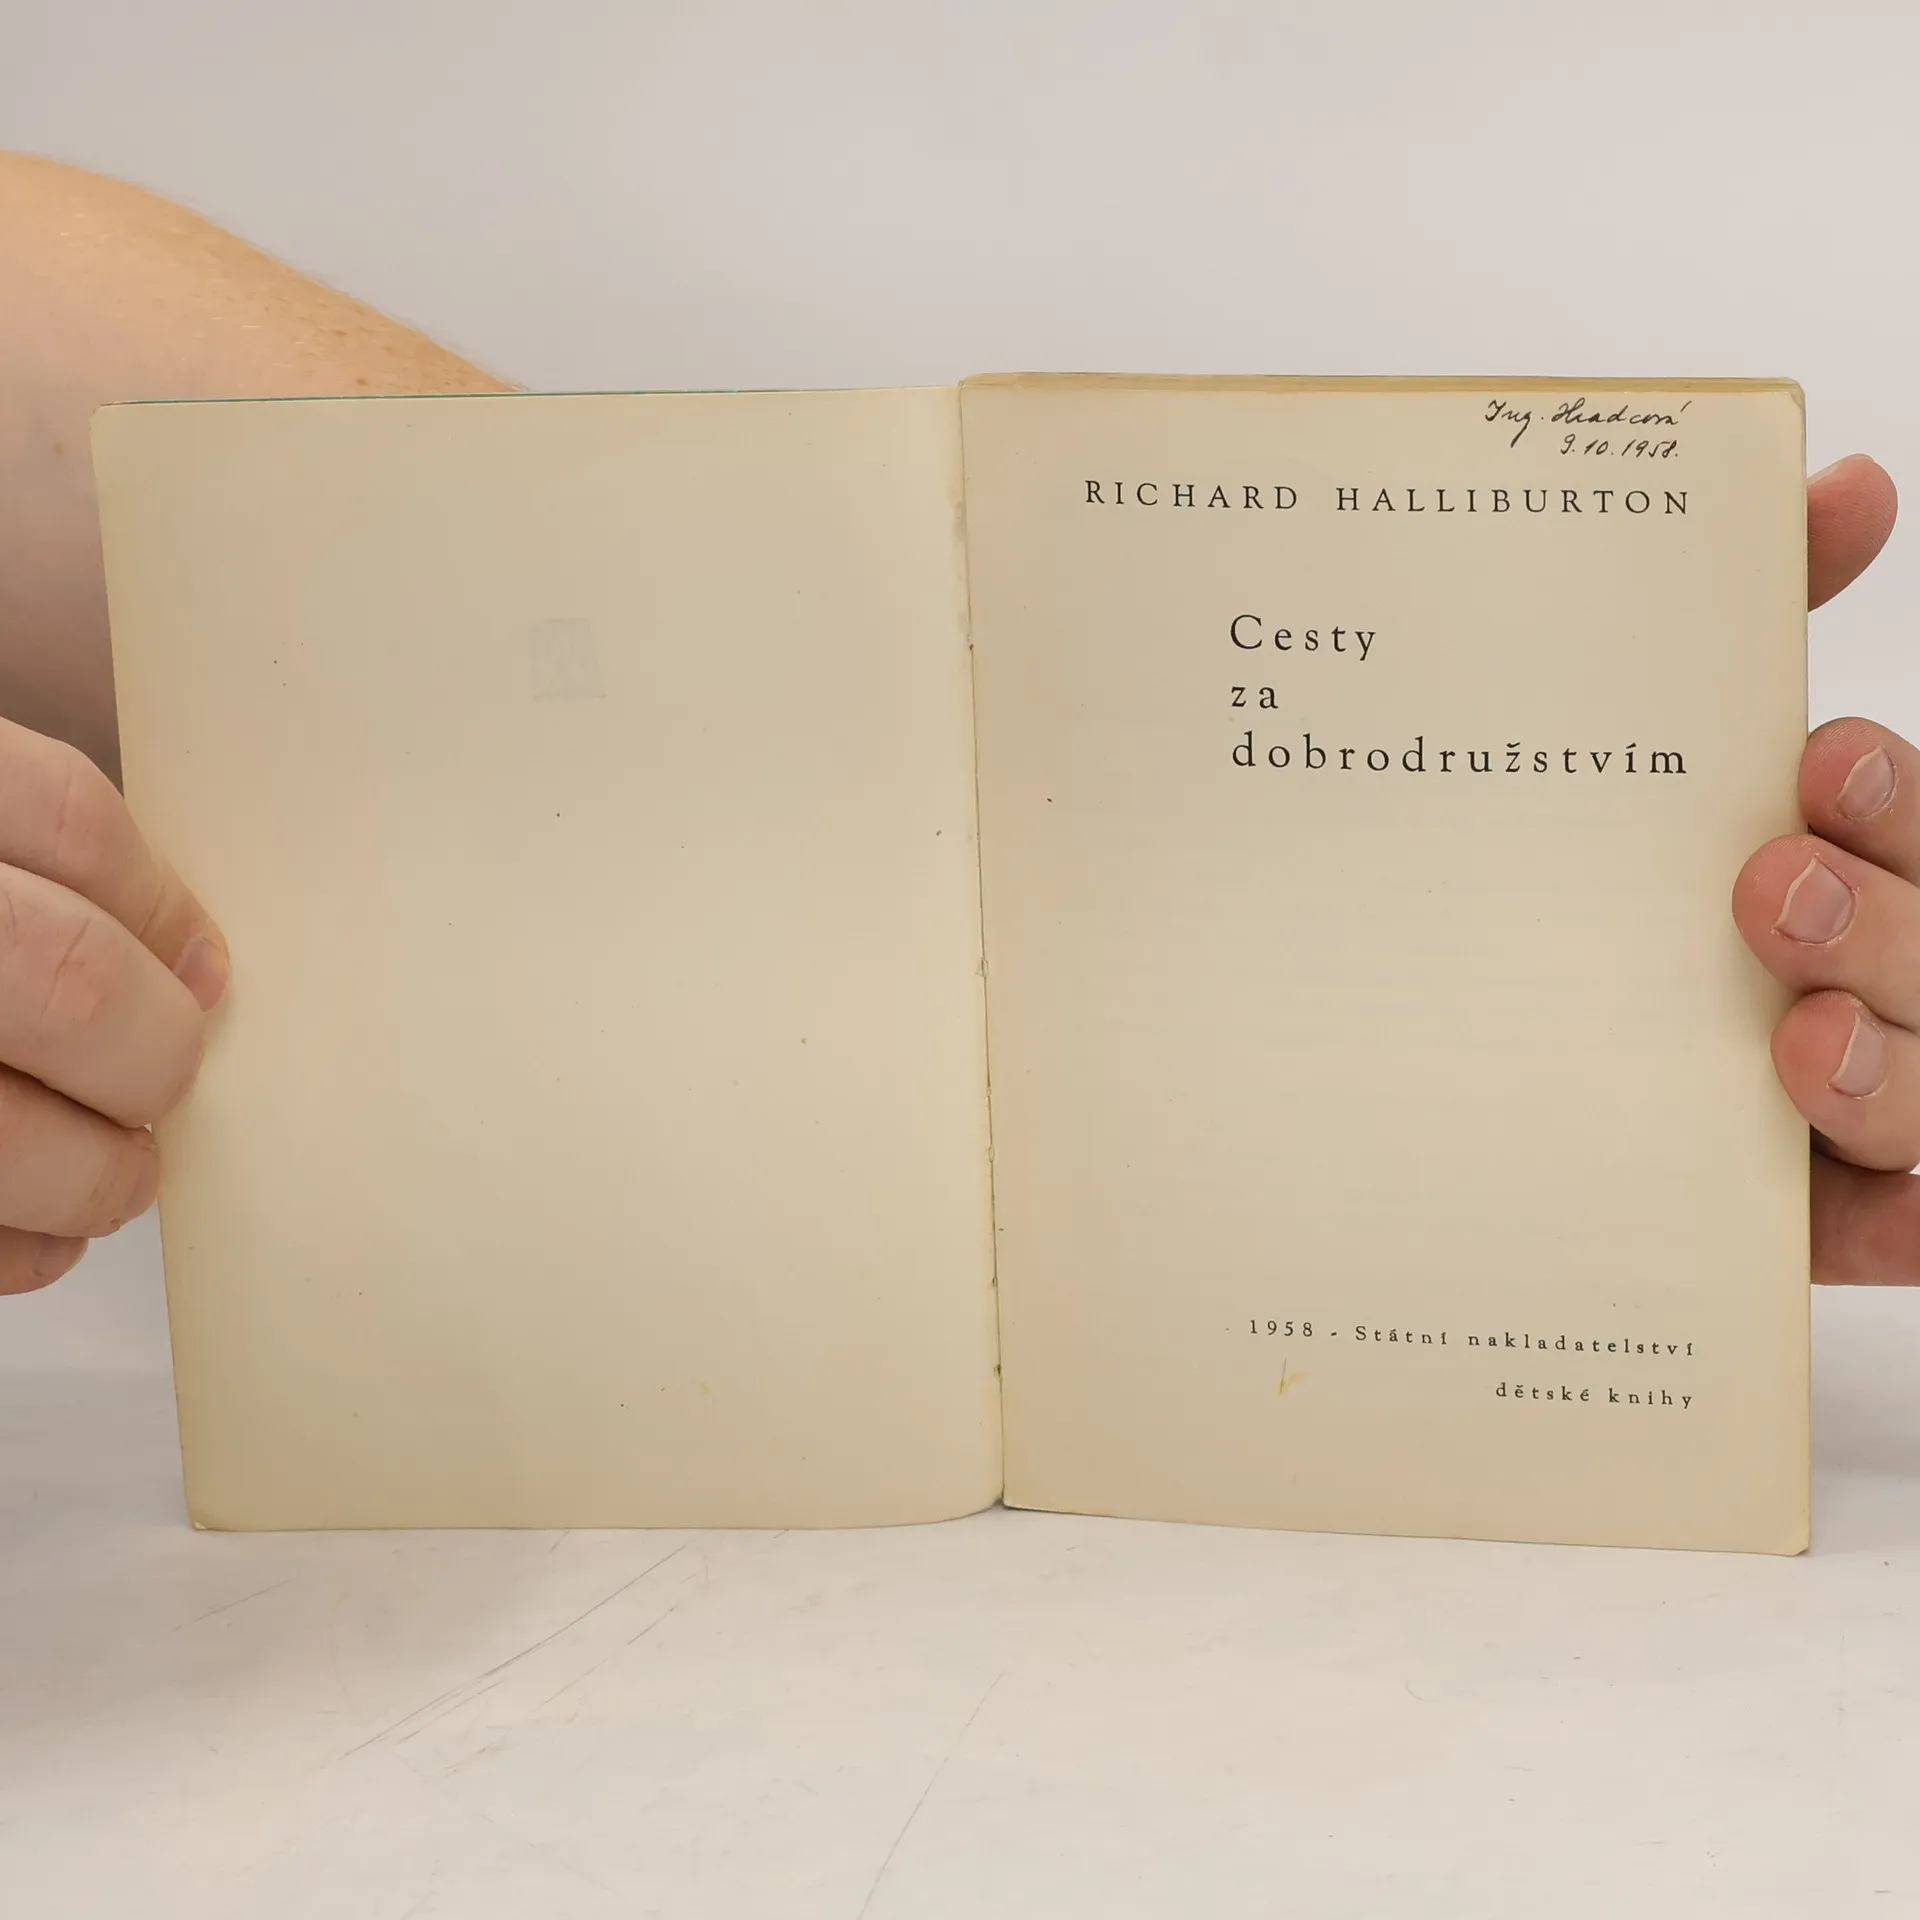 Ing. Hradcová
9.10.1958.
RICHARD HALLIBURTON
Cesty
za
dobrodružstvím
1958 - Státní nakladatelství
dětské knihy